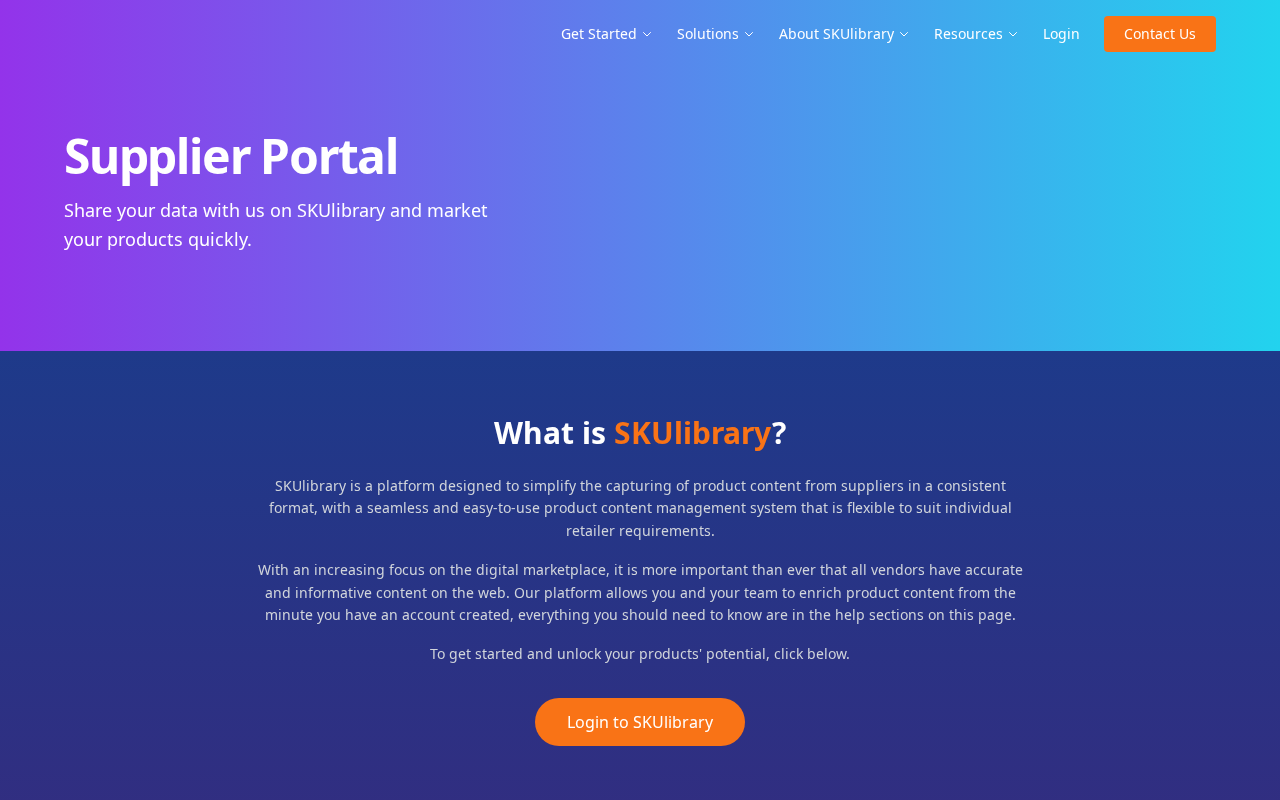 Get Started
Solutions
About SKUlibrary
Resources
Login
Contact Us
Supplier Portal
Share your data with us on SKUlibrary and market
your products quickly.
What is SKUlibrary?
SKUlibrary is a platform designed to simplify the capturing of product content from suppliers in a consistent
format, with a seamless and easy-to-use product content management system that is flexible to suit individual
retailer requirements.
With an increasing focus on the digital marketplace, it is more important than ever that all vendors have accurate
and informative content on the web. Our platform allows you and your team to enrich product content from the
minute you have an account created, everything you should need to know are in the help sections on this page.
To get started and unlock your products' potential, click below.
Login to SKUlibrary